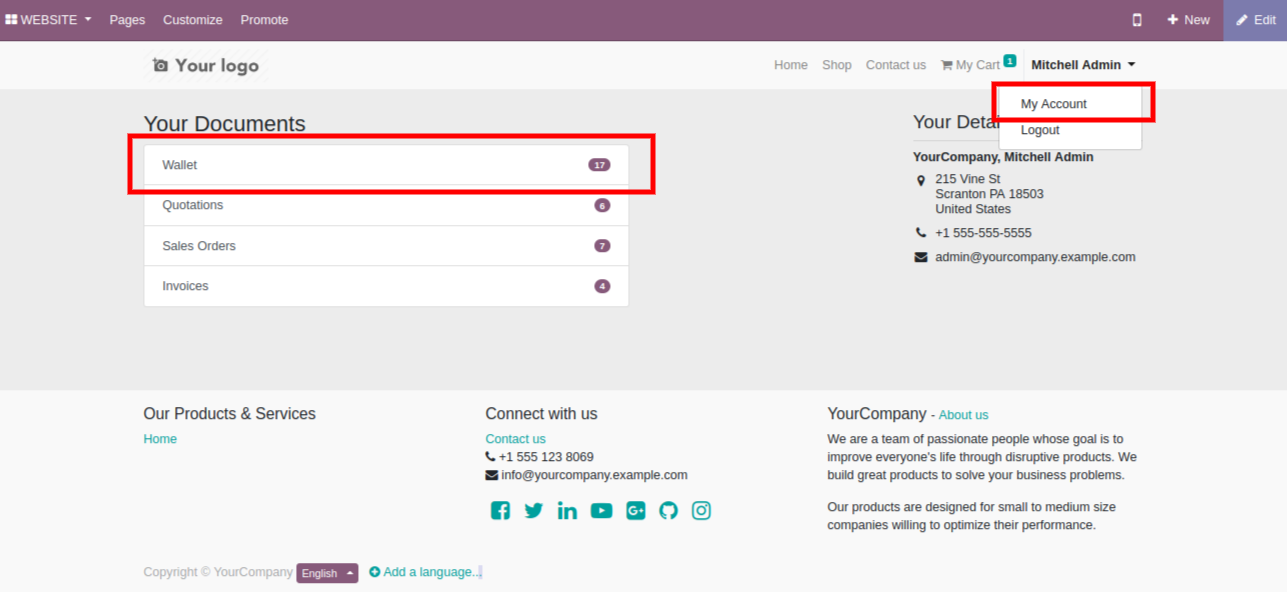 WEBSITE Pages Customize Promote New Edit
Your logo Home Shop Contact us My Cart 1 Mitchell Admin
My Account
Logout
Your Documents
Wallet 17
Quotations 6
Sales Orders 7
Invoices 4
Your
YourCompany, Mitchell Admin
215 Vine St
Scranton PA 18503
United States
+1 555-555-5555
admin@yourcompany.example.com
Our Products & Services
Home
Connect with us
Contact us
+1 555 123 8069
info@yourcompany.example.com
YourCompany - About us
We are a team of passionate people whose goal is to
improve everyone's life through disruptive products. We
build great products to solve your business problems.
Our products are designed for small to medium size
companies willing to optimize their performance.
Copyright © YourCompany English Add a language...